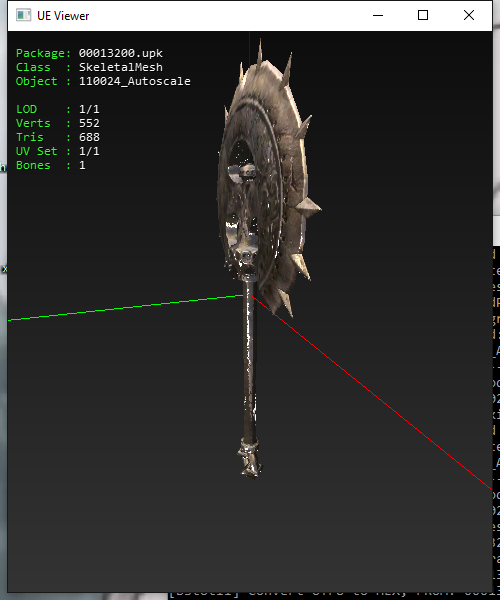 UE Viewer
Package: 00013200.upk
Class  : SkeletalMesh
Object : 110024_Autoscale
LOD    : 1/1
Verts  : 552
Tris   : 688
UV Set : 1/1
Bones  : 1